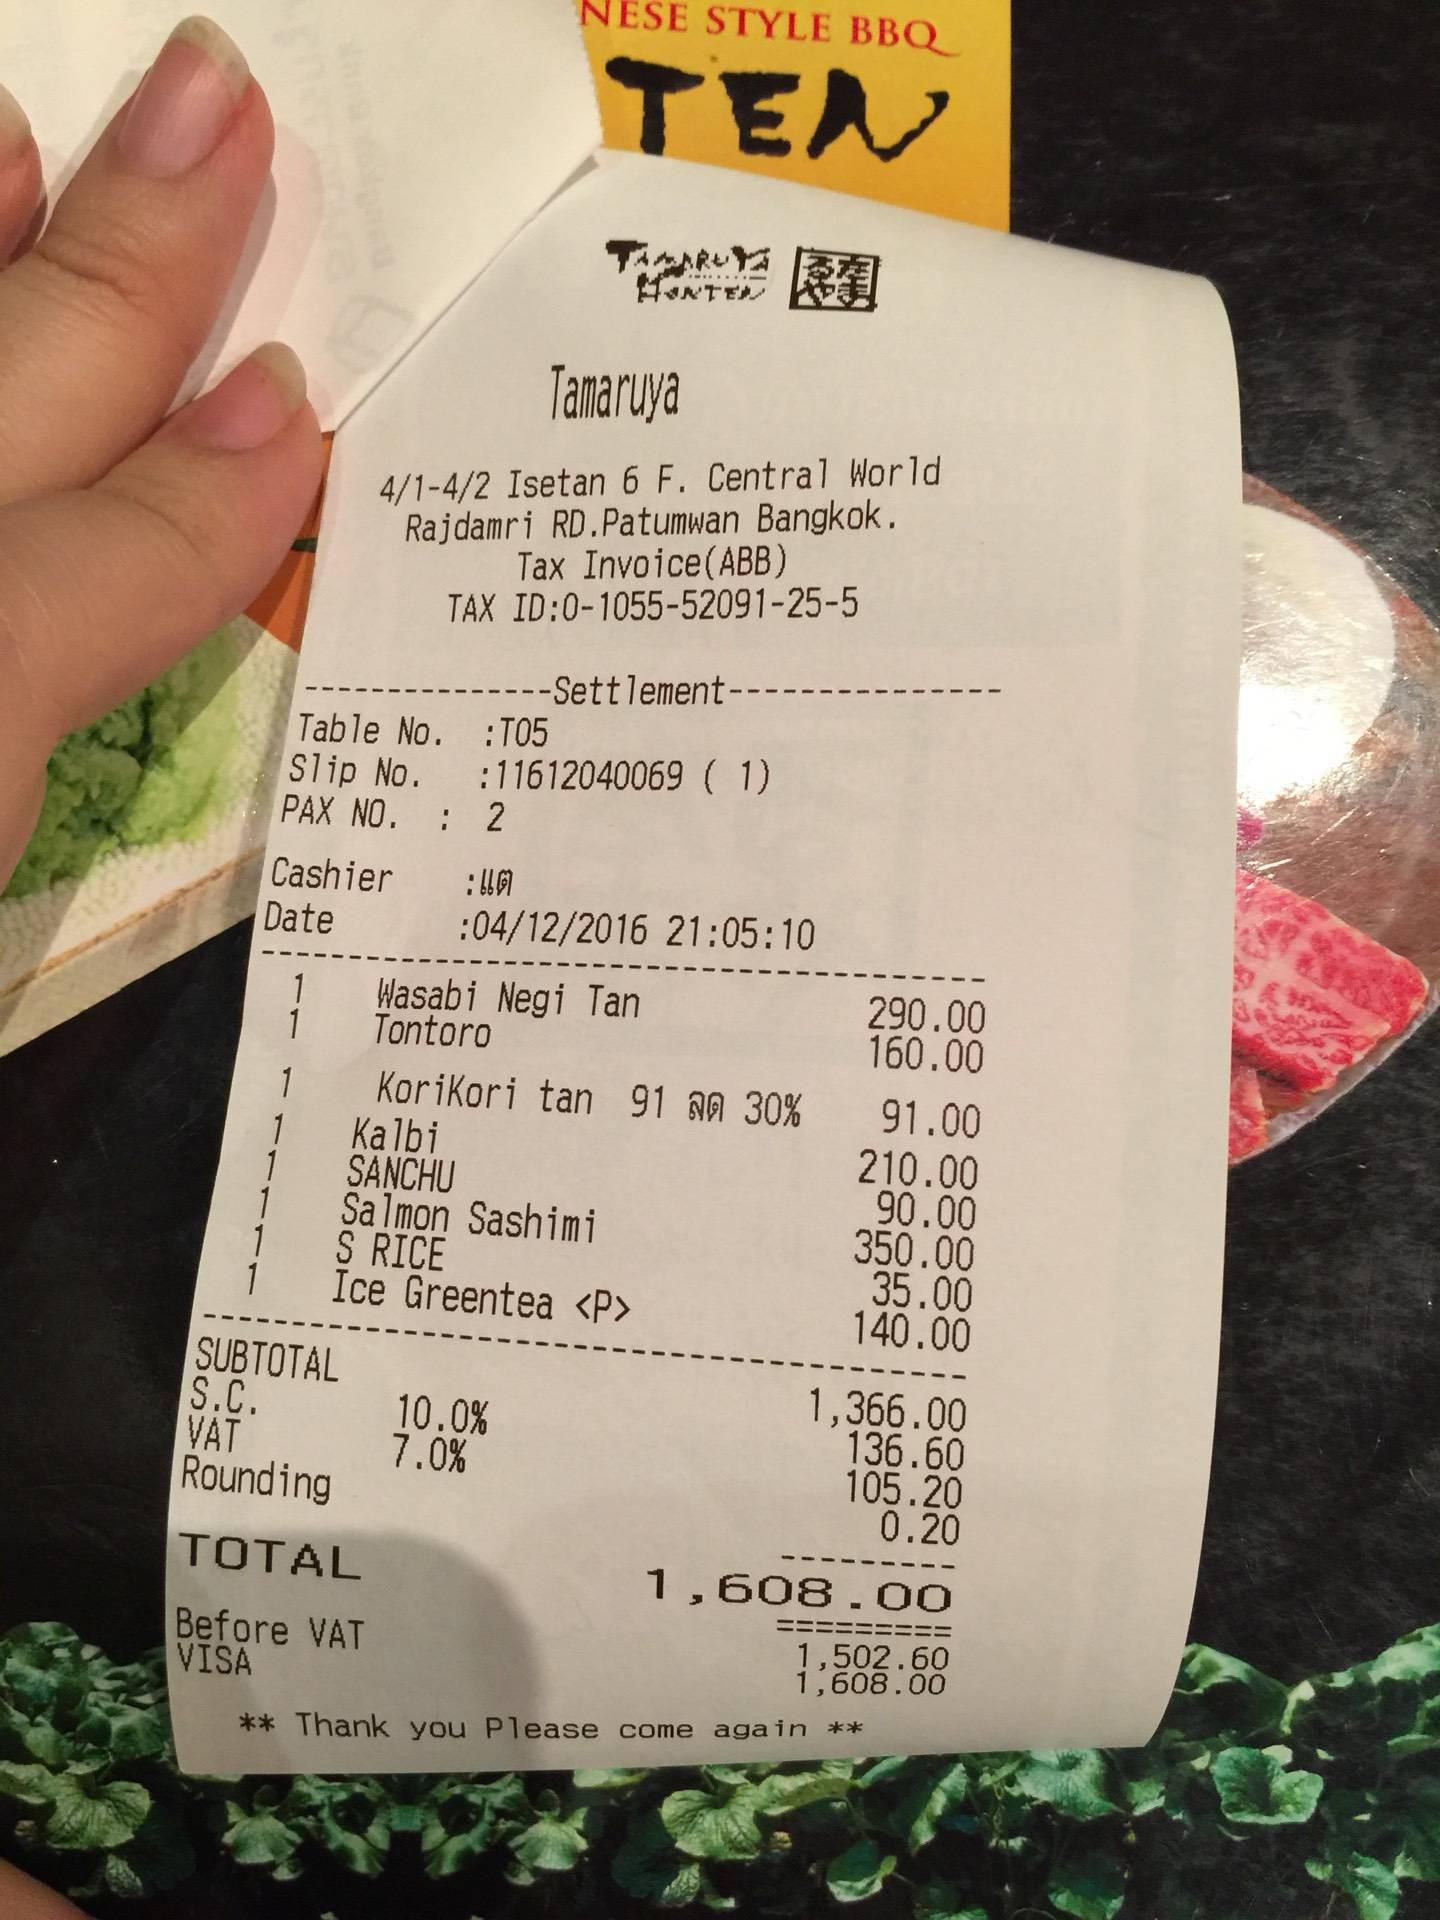 NESE STYLE BBQ
TEN
TAMARUYA
HONTEN
るた
やま
Tamaruya
4/1-4/2 Isetan 6 F. Central World
Rajdamri RD.Patumwan Bangkok.
Tax Invoice(ABB)
TAX ID:0-1055-52091-25-5
---------------Settlement----------------
Table No. :T05
Slip No. :11612040069 ( 1)
PAX NO. : 2
Cashier :แต
Date :04/12/2016 21:05:10
1 Wasabi Negi Tan 290.00
1 Tontoro 160.00
1 KoriKori tan 91 ลด 30% 91.00
1 Kalbi 210.00
1 SANCHU 90.00
1 Salmon Sashimi 350.00
1 S RICE 35.00
1 Ice Greentea <P> 140.00
SUBTOTAL 1,366.00
S.C. 10.0% 136.60
VAT 7.0% 105.20
Rounding 0.20
TOTAL 1,608.00
Before VAT 1,502.60
VISA 1,608.00
** Thank you Please come again **